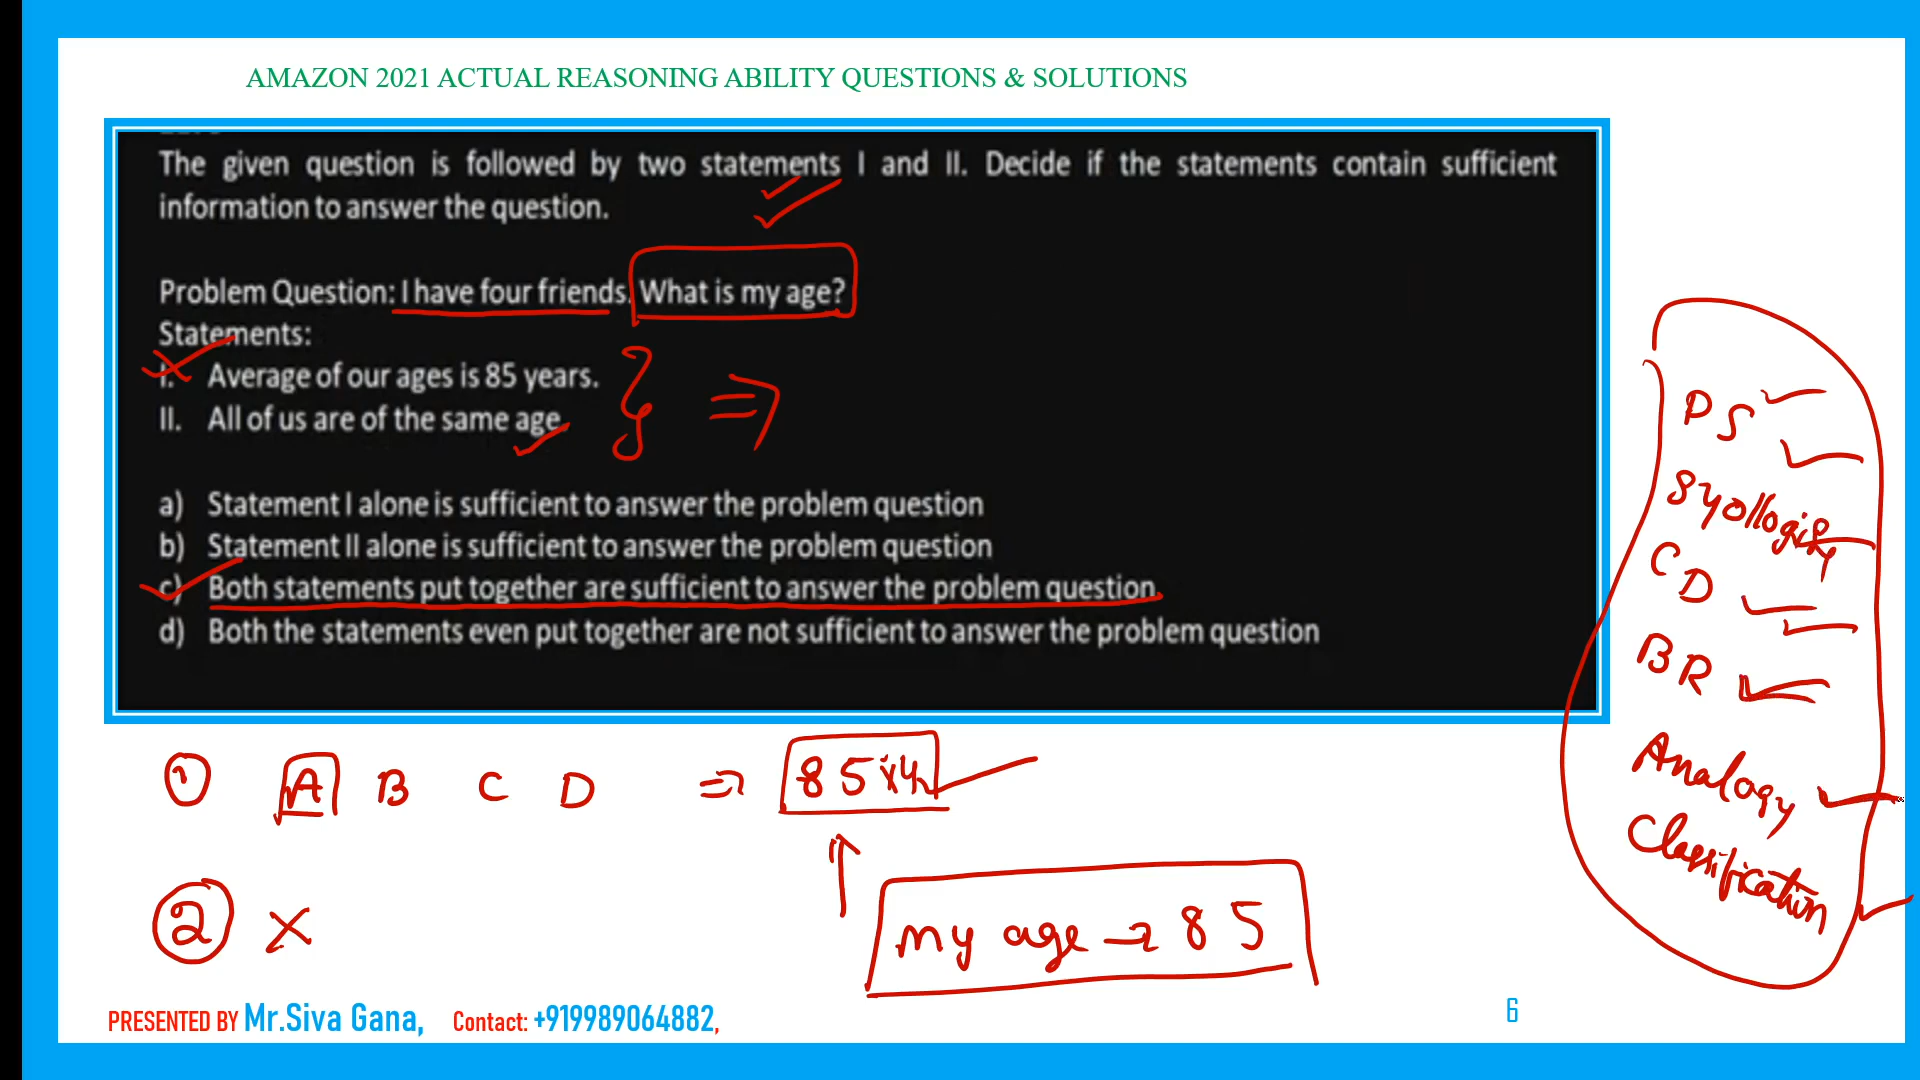 AMAZON 2021 ACTUAL REASONING ABILITY QUESTIONS & SOLUTIONS
The given question is followed by two statements I and II. Decide if the statements contain sufficient
information to answer the question.
Problem Question: I have four friends. What is my age?
Statements:
I. Average of our ages is 85 years.
II. All of us are of the same age.
a) Statement I alone is sufficient to answer the problem question
b) Statement II alone is sufficient to answer the problem question
c) Both statements put together are sufficient to answer the problem question.
d) Both the statements even put together are not sufficient to answer the problem question
PS
CD
BR
Analogy
Classification
1 A B C D ⇒ 85x4
2 X
my age → 85
PRESENTED BY Mr.Siva Gana, Contact: +919989064882,
6